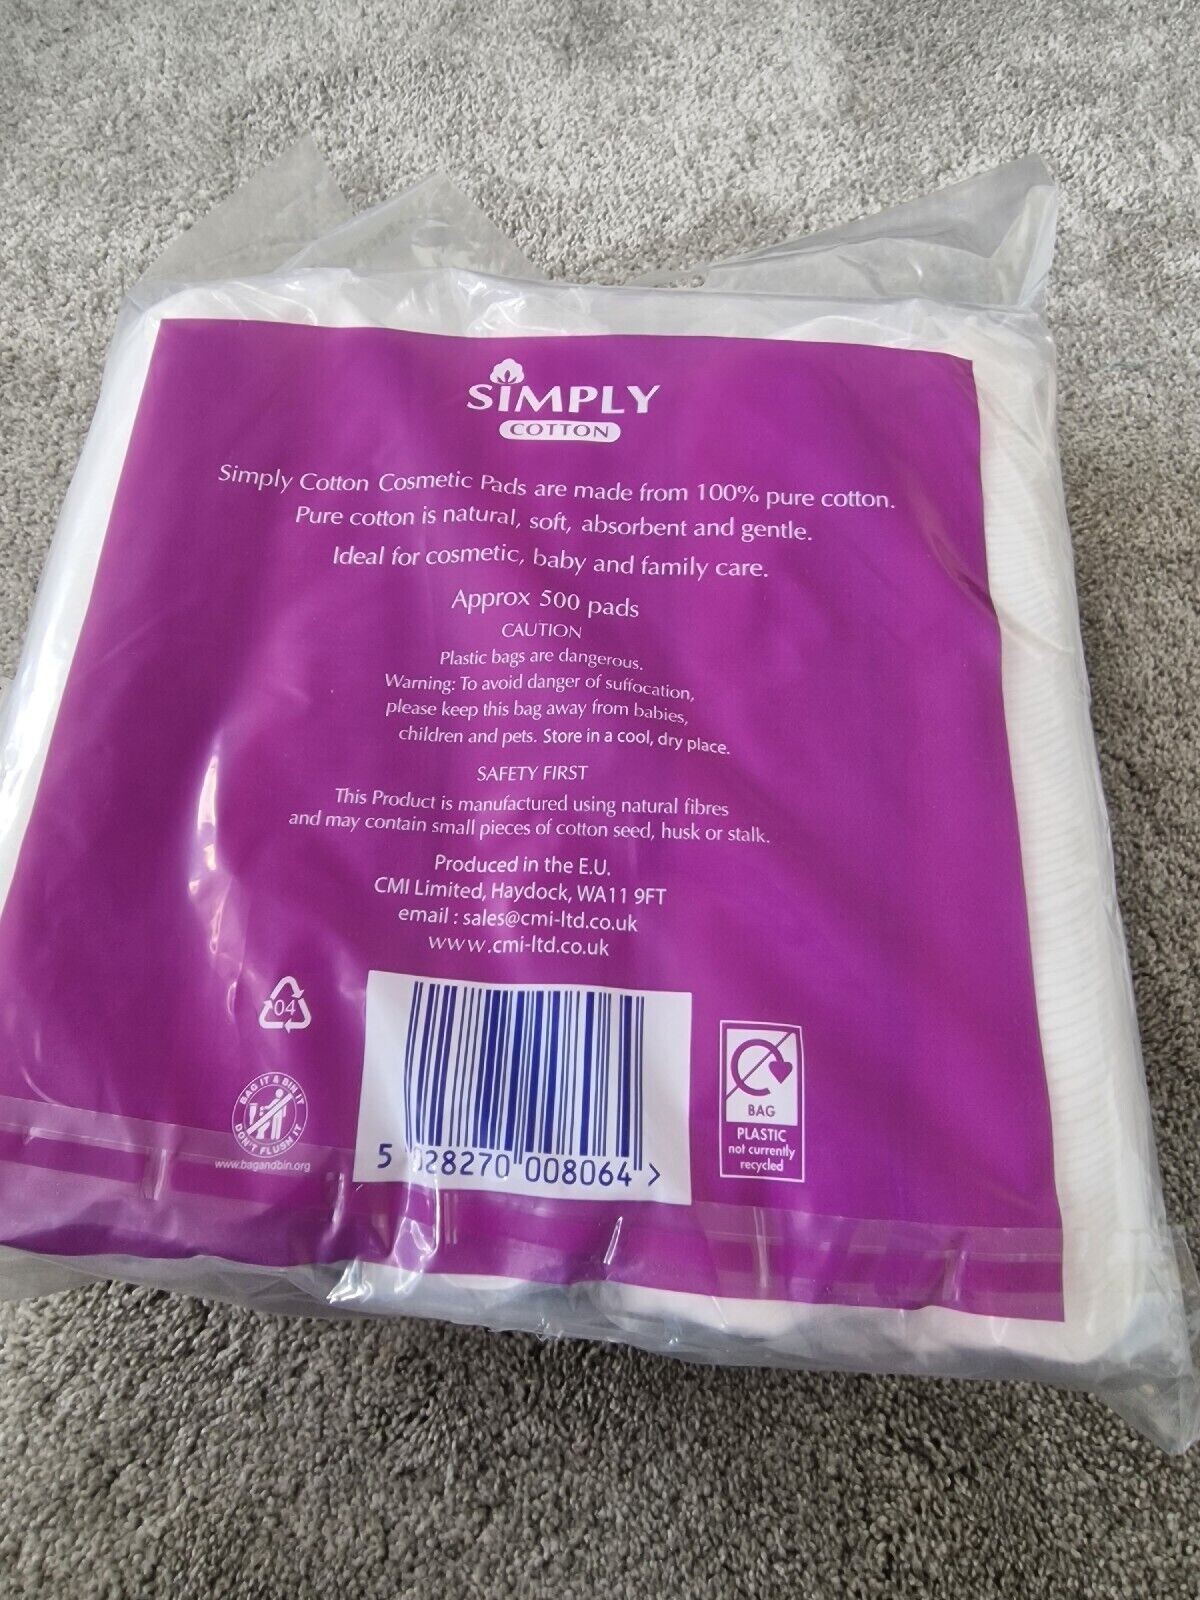 SIMPLY
COTTON
Simply Cotton Cosmetic Pads are made from 100% pure cotton.
Pure cotton is natural, soft, absorbent and gentle.
Ideal for cosmetic, baby and family care.
Approx 500 pads
CAUTION
Plastic bags are dangerous.
Warning: To avoid danger of suffocation,
please keep this bag away from babies,
children and pets. Store in a cool, dry place.
SAFETY FIRST
This Product is manufactured using natural fibres
and may contain small pieces of cotton seed, husk or stalk.
Produced in the E.U.
CMI Limited, Haydock, WA11 9FT
email : sales@cmi-ltd.co.uk
www.cmi-ltd.co.uk
04
BAG IT & BIN IT
DON'T FLUSH IT
www.bagandbin.org
5 028270 008064 >
BAG
PLASTIC
not currently
recycled